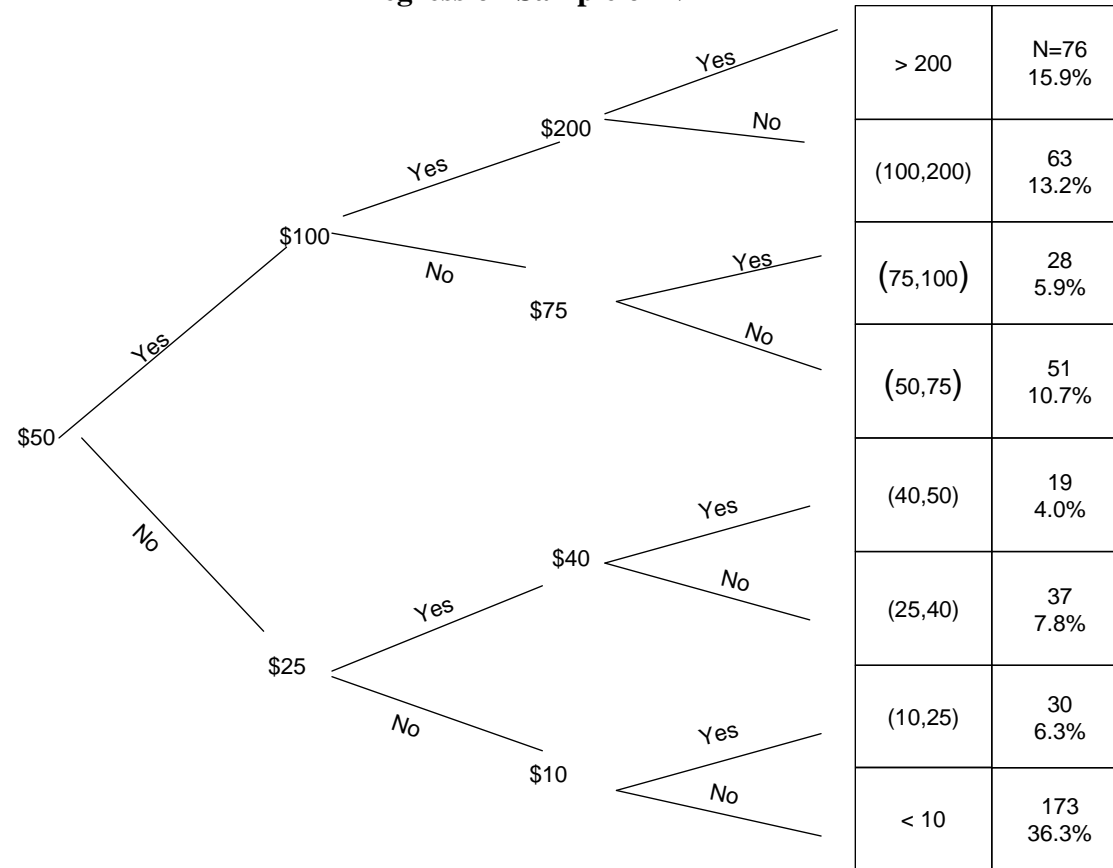 Yes
> 200
N=76
15.9%
$200
No
(100,200)
63
13.2%
Yes
$100
No
Yes
(75,100)
28
5.9%
$75
No
(50,75)
51
10.7%
Yes
$50
No
Yes
(40,50)
19
4.0%
$40
No
(25,40)
37
7.8%
Yes
$25
No
Yes
(10,25)
30
6.3%
$10
No
< 10
173
36.3%